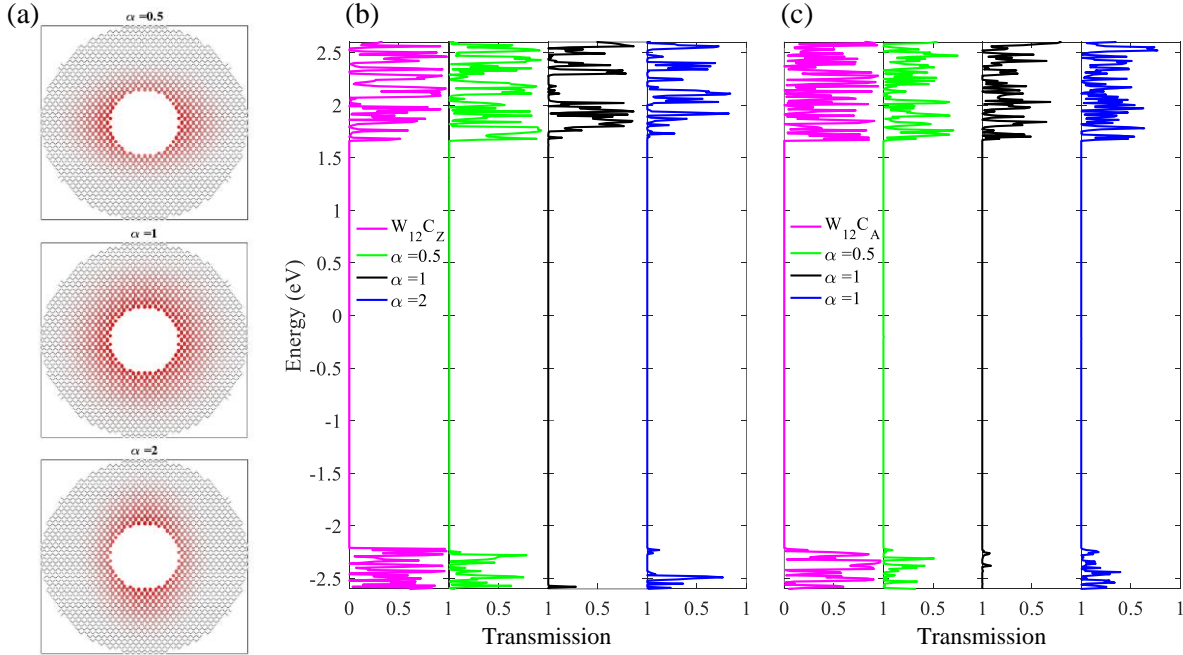 (a)
α =0.5
α =1
α =2
(b)
2.5
2
1.5
1
0.5
0
-0.5
-1
-1.5
-2
-2.5
Energy (eV)
W12CZ
α =0.5
α =1
α =2
0 0.5 1 0.5 1 0.5 1 0.5 1
Transmission
(c)
W12CA
α =0.5
α =1
α =1
0 0.5 1 0.5 1 0.5 1 0.5 1
Transmission